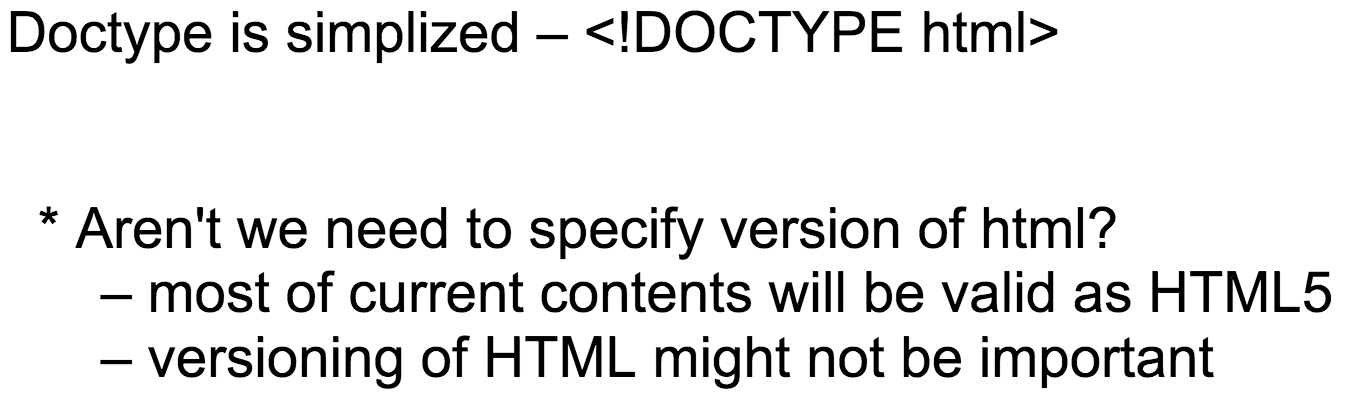 Doctype is simplized – <!DOCTYPE html>
* Aren't we need to specify version of html?
– most of current contents will be valid as HTML5
– versioning of HTML might not be important